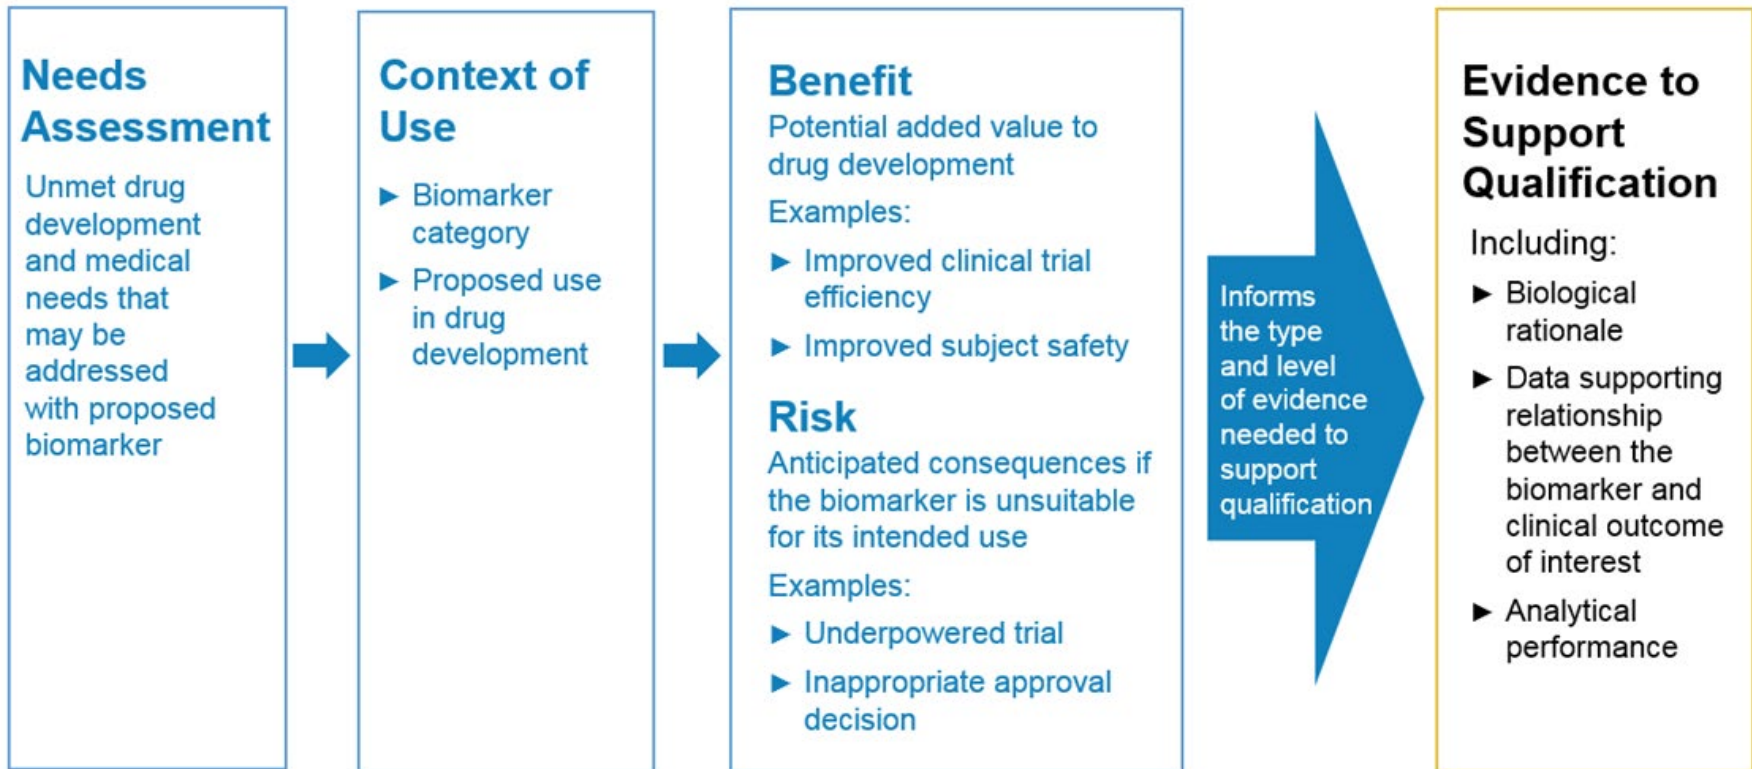 Needs
Assessment
Unmet drug
development
and medical
needs that
may be
addressed
with proposed
biomarker
Context of
Use
► Biomarker
category
► Proposed use
in drug
development
Benefit
Potential added value to
drug development
Examples:
► Improved clinical trial
efficiency
► Improved subject safety
Risk
Anticipated consequences if
the biomarker is unsuitable
for its intended use
Examples:
► Underpowered trial
► Inappropriate approval
decision
Informs
the type
and level
of evidence
needed to
support
qualification
Evidence to
Support
Qualification
Including:
► Biological
rationale
► Data supporting
relationship
between the
biomarker and
clinical outcome
of interest
► Analytical
performance